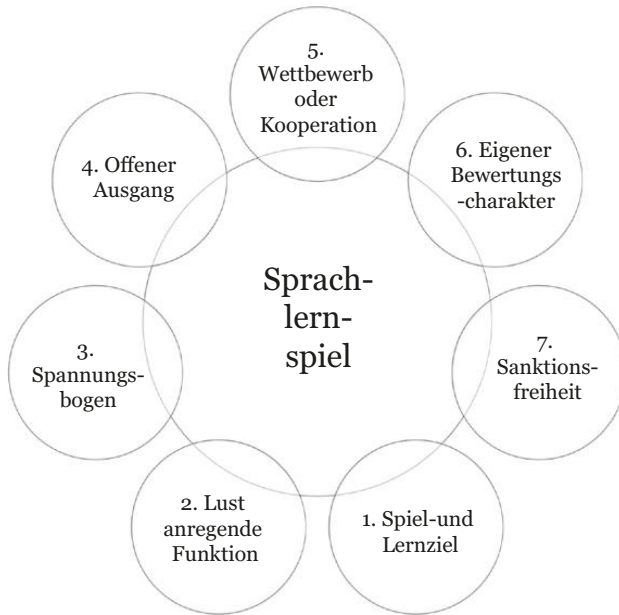 5.
Wettbewerb
oder
Kooperation
4. Offener
Ausgang
6. Eigener
Bewertungs
-charakter
Sprach-
lern-
spiel
3.
Spannungs-
bogen
7.
Sanktions-
freiheit
2. Lust
anregende
Funktion
1. Spiel-und
Lernziel